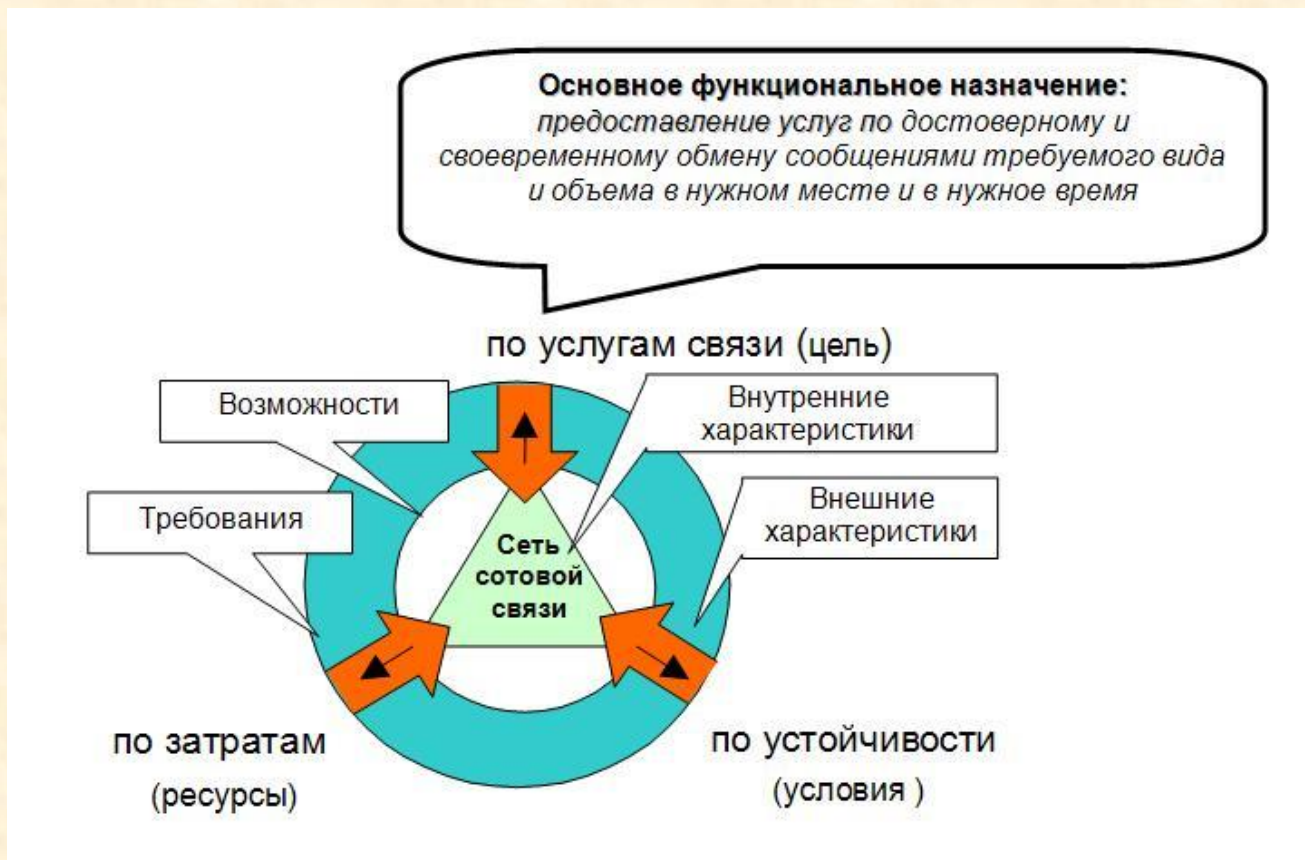 Основное функциональное назначение:
предоставление услуг по достоверному и
своевременному обмену сообщениями требуемого вида
и объема в нужном месте и в нужное время
по услугам связи (цель)
Возможности
Внутренние
характеристики
Требования
Внешние
характеристики
Сеть
сотовой
связи
по затратам
(ресурсы)
по устойчивости
(условия )